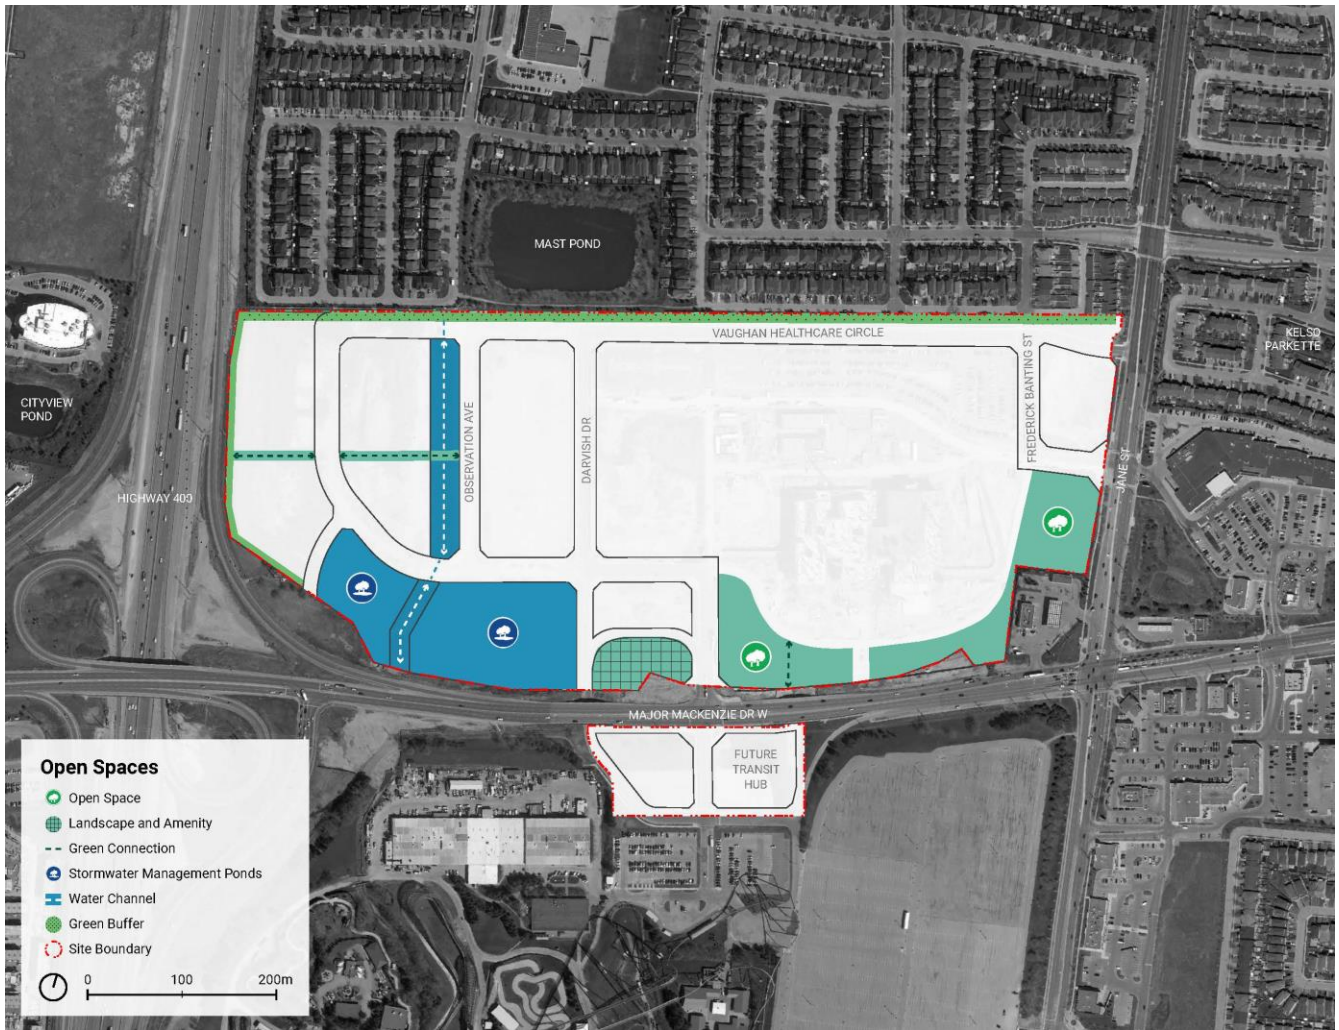 MAST POND
VAUGHAN HEALTHCARE CIRCLE
KELSO
PARKETTE
CITYVIEW
POND
OBSERVATION AVE
DARVISH DR
FREDERICK BANTING ST
JANE ST
HIGHWAY 400
MAJOR MACKENZIE DR W
FUTURE
TRANSIT
HUB
Open Spaces
Open Space
Landscape and Amenity
Green Connection
Stormwater Management Ponds
Water Channel
Green Buffer
Site Boundary
0 100 200m